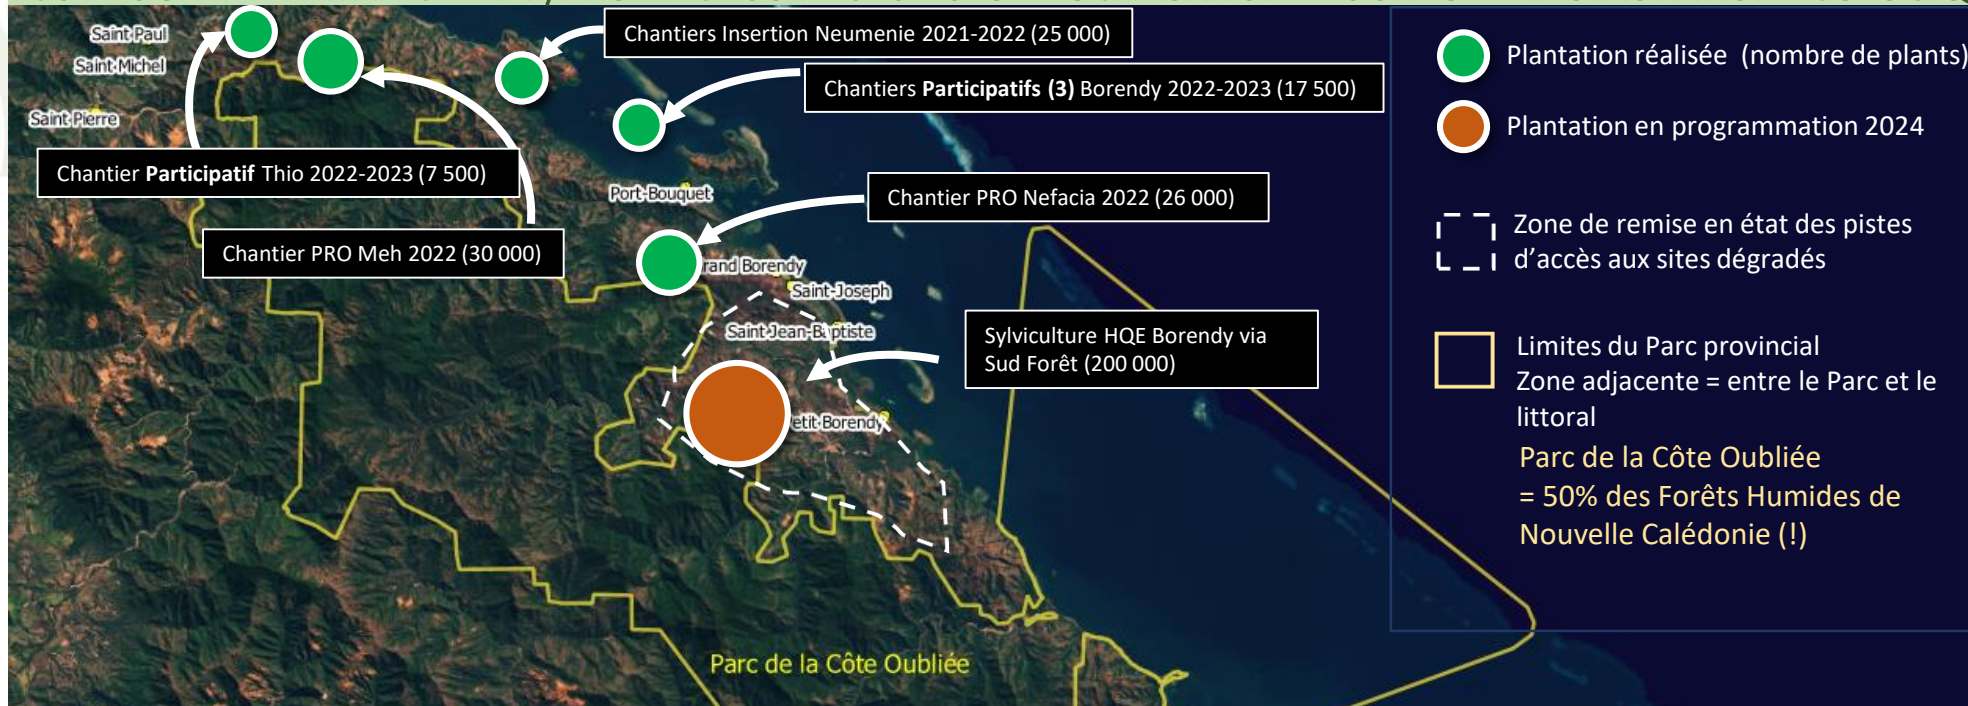 Saint-Paul
Saint-Michel
Saint-Pierre
Chantiers Insertion Neumenie 2021-2022 (25 000)
Chantiers Participatifs (3) Borendy 2022-2023 (17 500)
Chantier Participatif Thio 2022-2023 (7 500)
Port-Bouquet
Chantier PRO Nefacia 2022 (26 000)
Chantier PRO Meh 2022 (30 000)
rand Borendy
Saint-Joseph
Saint-Jean-Baptiste
Sylviculture HQE Borendy via
Sud Forêt (200 000)
etit-Borendy
Parc de la Côte Oubliée
Plantation réalisée (nombre de plants)
Plantation en programmation 2024
Zone de remise en état des pistes
d'accès aux sites dégradés
Limites du Parc provincial
Zone adjacente = entre le Parc et le
littoral
Parc de la Côte Oubliée
= 50% des Forêts Humides de
Nouvelle Calédonie (!)